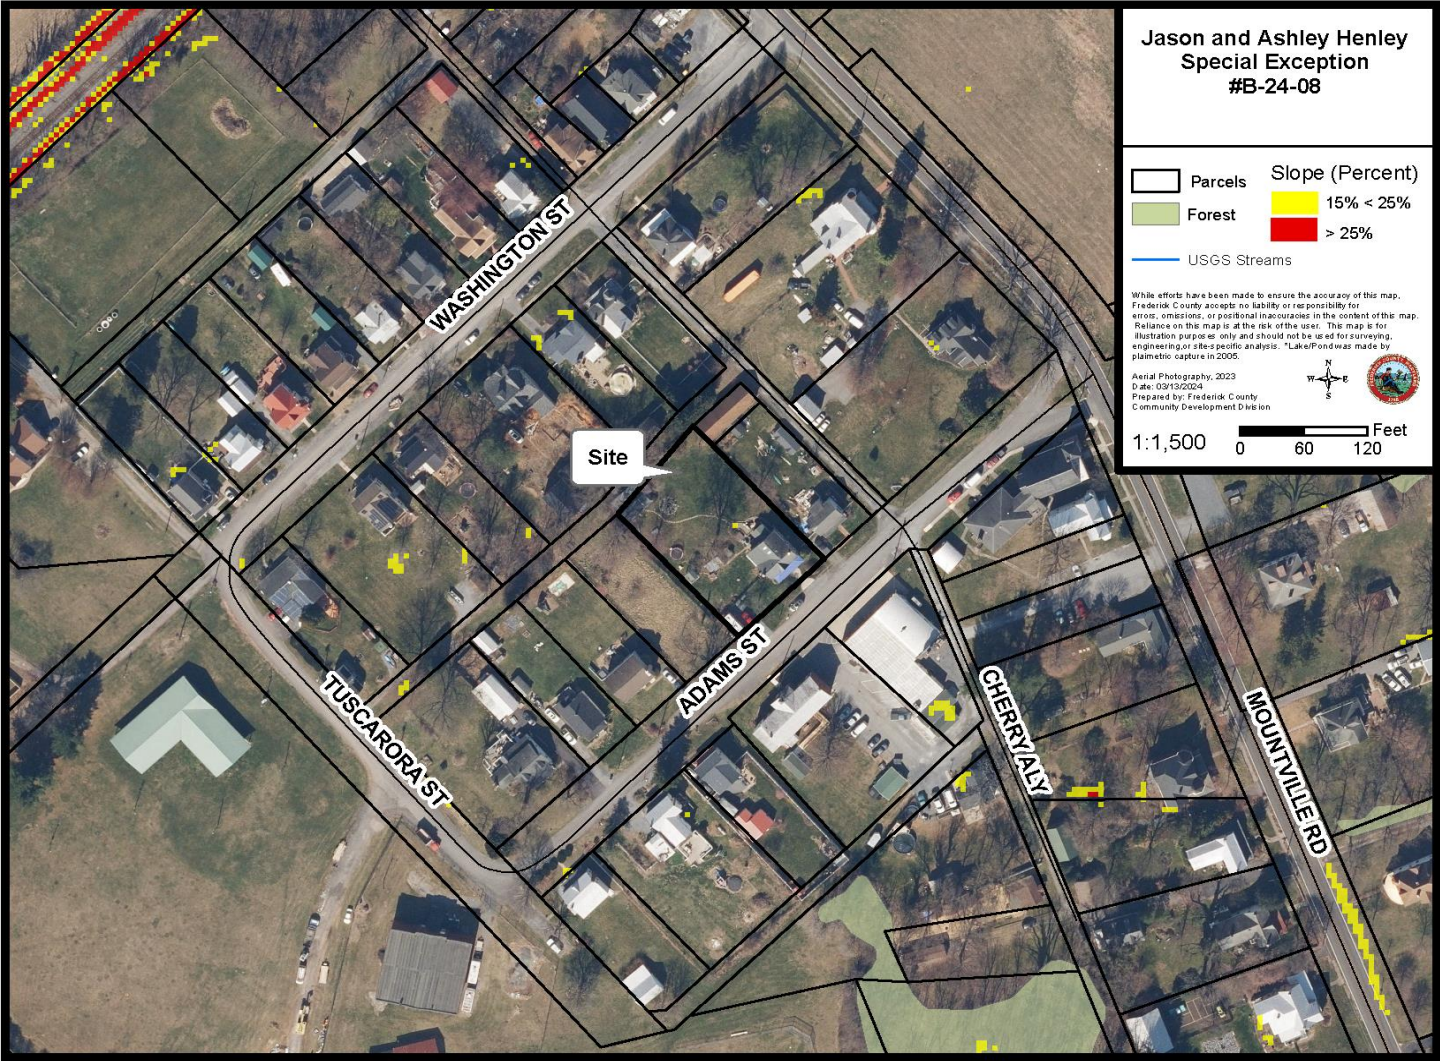 Jason and Ashley Henley
Special Exception
#B-24-08
Parcels
Forest
USGS Streams
Slope (Percent)
15% < 25%
> 25%
While efforts have been made to ensure the accuracy of this map,
Frederick County accepts no liability or responsibility for
errors, omissions, or positional inaccuracies in the content of this map.
Reliance on this map is at the risk of the user. This map is for
illustration purposes only and should not be used for surveying,
engineering,or site-specific analysis. *Lake/Pond was made by
plaimetric capture in 2005.
Aerial Photography, 2023
Date: 03/13/2024
Prepared by: Frederick County
Community Development Division
N
W E
S
1:1,500
0 60 120 Feet
WASHINGTON ST
Site
ADAMS ST
TUSCARORA ST
CHERRY ALY
MOUNTVILLE RD